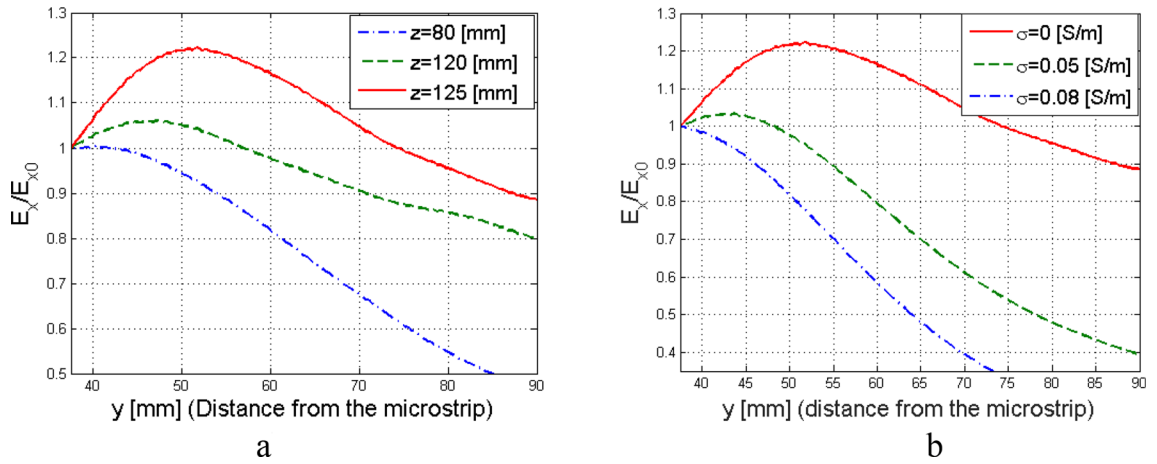 z=80 [mm]
z=120 [mm]
z=125 [mm]
1.3
1.2
1.1
1
0.9
0.8
0.7
0.6
0.5
E_x/E_x0
40
50
60
70
80
90
y [mm] (Distance from the microstrip)
a
σ=0 [S/m]
σ=0.05 [S/m]
σ=0.08 [S/m]
1.2
1.1
1
0.9
0.8
0.7
0.6
0.5
0.4
E_x/E_x0
40
45
50
55
60
65
70
75
80
85
90
y [mm] (distance from the microstrip)
b